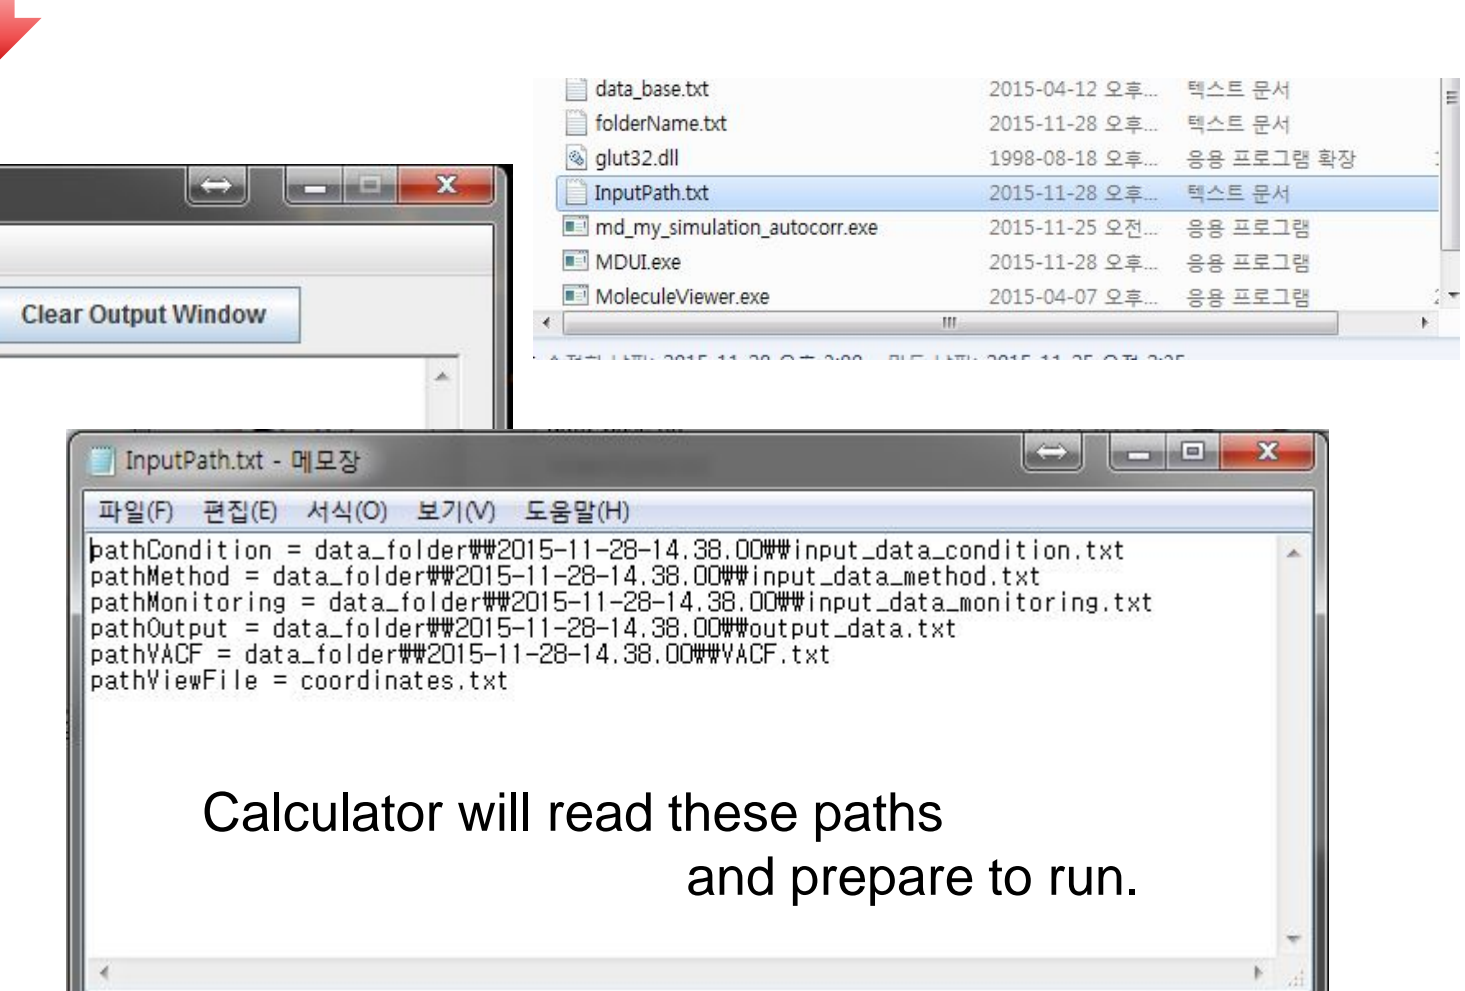 data_base.txt 2015-04-12 오후... 텍스트 문서
folderName.txt 2015-11-28 오후... 텍스트 문서
glut32.dll 1998-08-18 오후... 응용 프로그램 확장
InputPath.txt 2015-11-28 오후... 텍스트 문서
md_my_simulation_autocorr.exe 2015-11-25 오전... 응용 프로그램
MDUI.exe 2015-11-28 오후... 응용 프로그램
MoleculeViewer.exe 2015-04-07 오후... 응용 프로그램
Clear Output Window
InputPath.txt - 메모장
파일(F) 편집(E) 서식(O) 보기(V) 도움말(H)
pathCondition = data_folder₩₩2015-11-28-14.38.00₩₩input_data_condition.txt
pathMethod = data_folder₩₩2015-11-28-14.38.00₩₩input_data_method.txt
pathMonitoring = data_folder₩₩2015-11-28-14.38.00₩₩input_data_monitoring.txt
pathOutput = data_folder₩₩2015-11-28-14.38.00₩₩output_data.txt
pathVACF = data_folder₩₩2015-11-28-14.38.00₩₩VACF.txt
pathViewFile = coordinates.txt
Calculator will read these paths
and prepare to run.